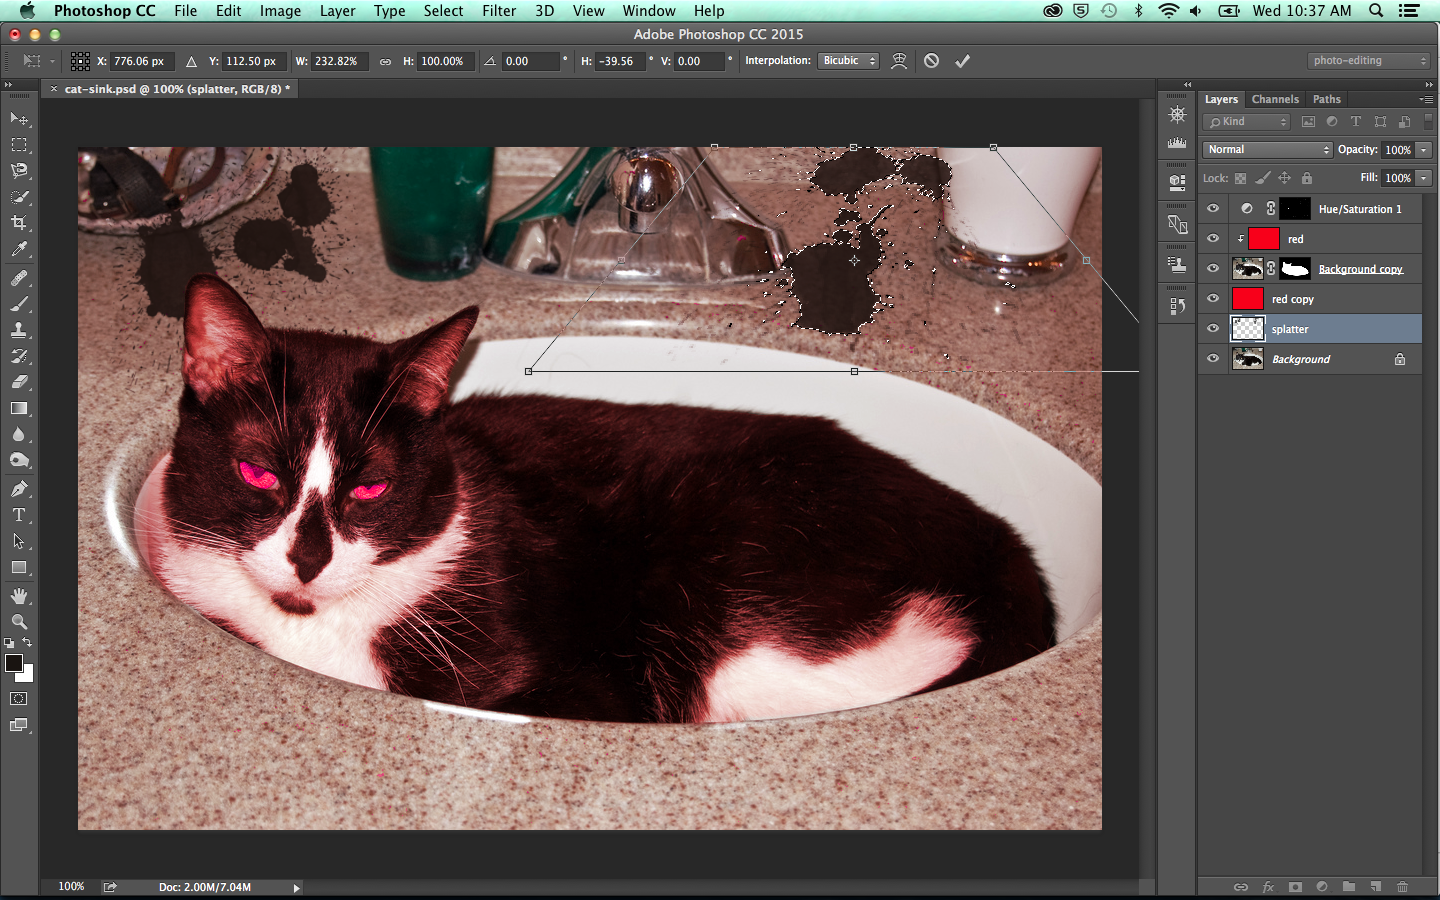 Photoshop CC File Edit Image Layer Type Select Filter 3D View Window Help Wed 10:37 AM
Adobe Photoshop CC 2015
X: 776.06 px Y: 112.50 px W: 232.82% H: 100.00% 0.00 ° H: -39.56 ° V: 0.00 ° Interpolation: Bicubic photo-editing
× cat-sink.psd @ 100% (splatter, RGB/8) *
Layers Channels Paths
Kind
Normal Opacity: 100%
Lock: Fill: 100%
Hue/Saturation 1
red
Background copy
red copy
splatter
Background
100% Doc: 2.00M/7.04M